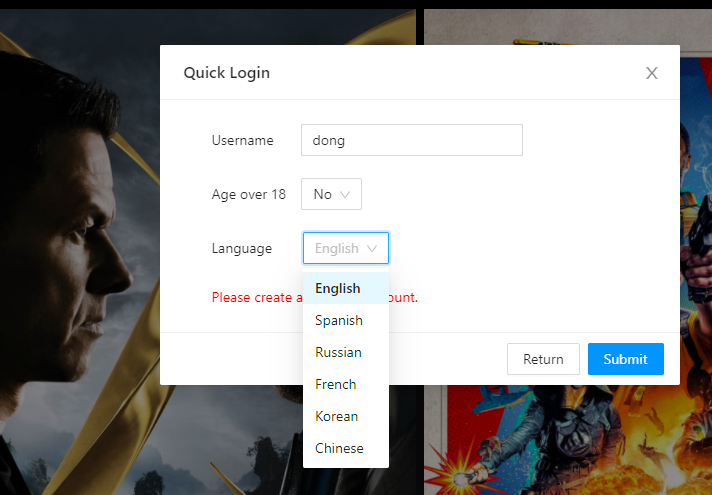 Quick Login
Username
dong
Age over 18
No
Language
English
English
Please create a
ount.
Spanish
Russian
Return
Submit
French
Korean
Chinese